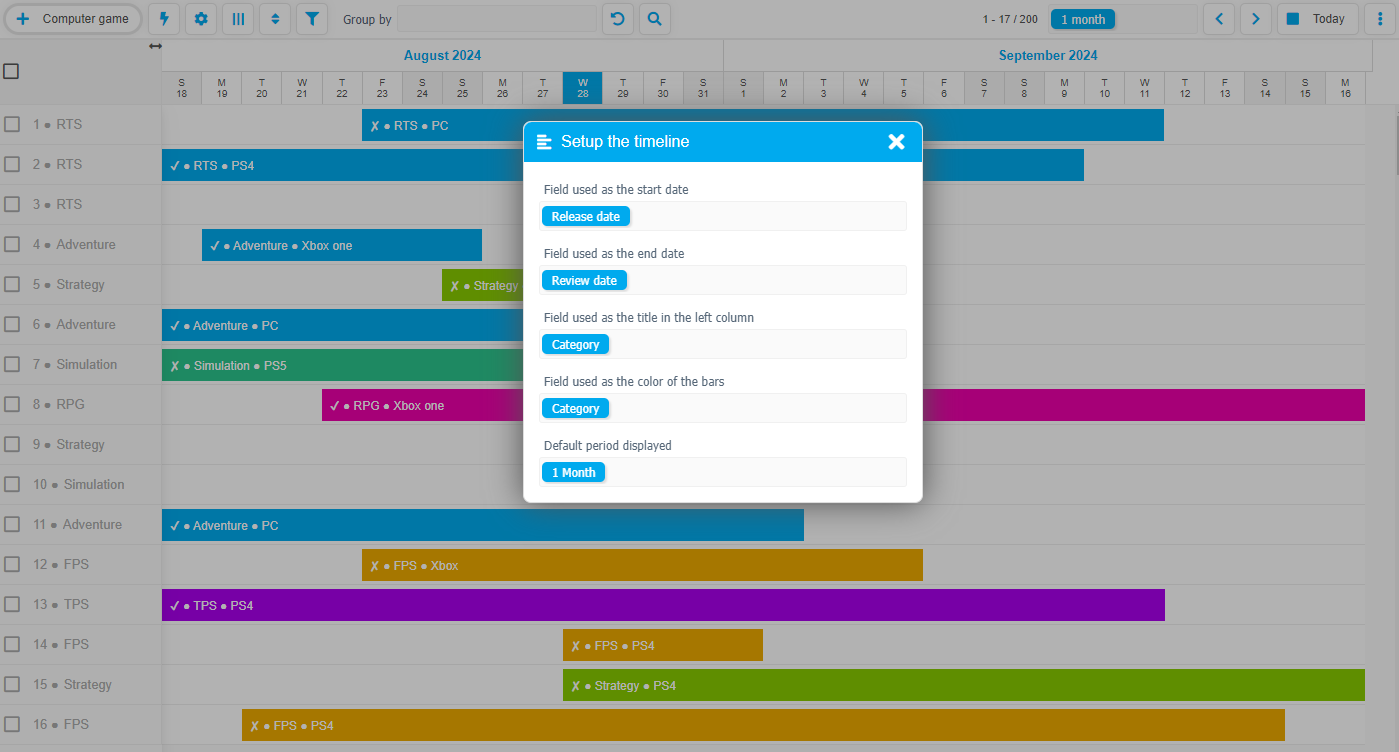 Computer game
Group by
1 - 17 / 200
1 month
Today
August 2024
September 2024
S M T W T F S S M T W T F S S M T W T F S S M T W T F S S M
18 19 20 21 22 23 24 25 26 27 28 29 30 31 1 2 3 4 5 6 7 8 9 10 11 12 13 14 15 16
1 ● RTS
✗ ● RTS ● PC
2 ● RTS
✓ ● RTS ● PS4
3 ● RTS
4 ● Adventure
✓ ● Adventure ● Xbox one
5 ● Strategy
✗ ● Strategy
6 ● Adventure
✓ ● Adventure ● PC
7 ● Simulation
✗ ● Simulation ● PS5
8 ● RPG
✓ ● RPG ● Xbox one
9 ● Strategy
10 ● Simulation
11 ● Adventure
✓ ● Adventure ● PC
12 ● FPS
✗ ● FPS ● Xbox
13 ● TPS
✓ ● TPS ● PS4
14 ● FPS
✗ ● FPS ● PS4
15 ● Strategy
✗ ● Strategy ● PS4
16 ● FPS
✗ ● FPS ● PS4
Setup the timeline
Field used as the start date
Release date
Field used as the end date
Review date
Field used as the title in the left column
Category
Field used as the color of the bars
Category
Default period displayed
1 Month